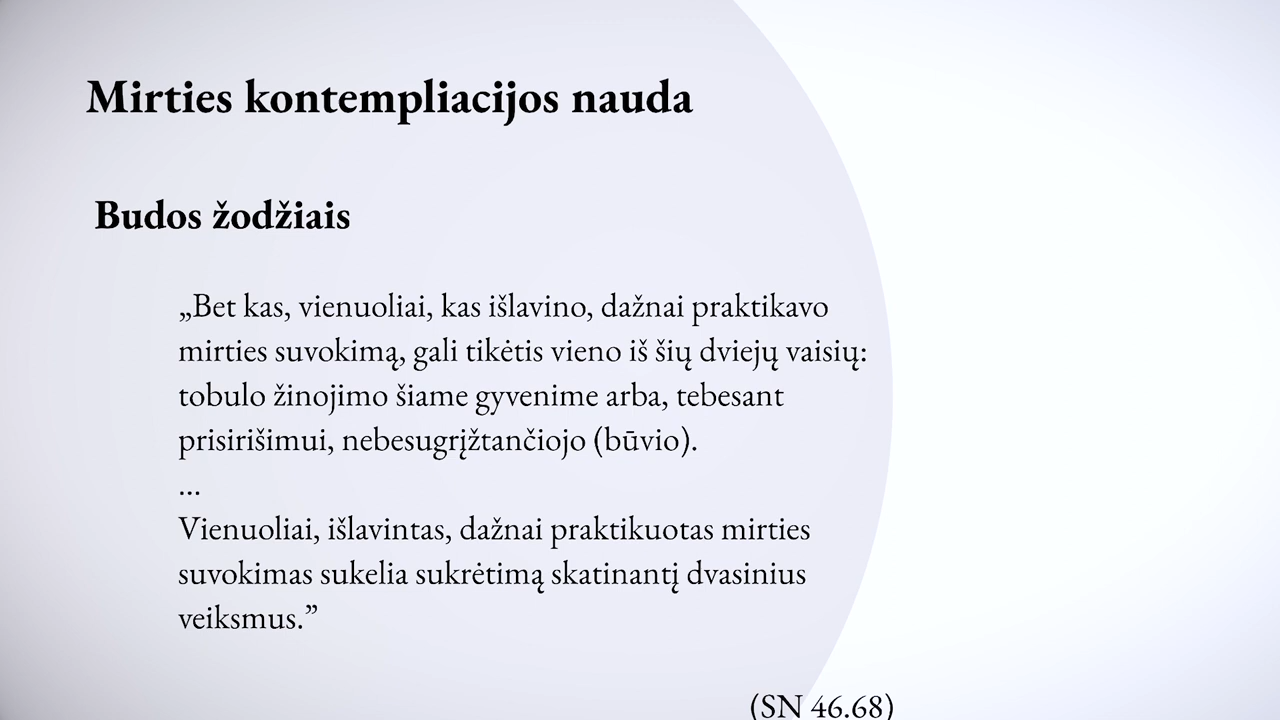 Mirties kontempliacijos nauda
Budos žodžiais
„Bet kas, vienuoliai, kas išlavino, dažnai praktikavo
mirties suvokimą, gali tikėtis vieno iš šių dviejų vaisių:
tobulo žinojimo šiame gyvenime arba, tebesant
prisirišimui, nebesugrįžtančiojo (būvio).
...
Vienuoliai, išlavintas, dažnai praktikuotas mirties
suvokimas sukelia sukrėtimą skatinantį dvasinius
veiksmus.”
(SN 46.68)